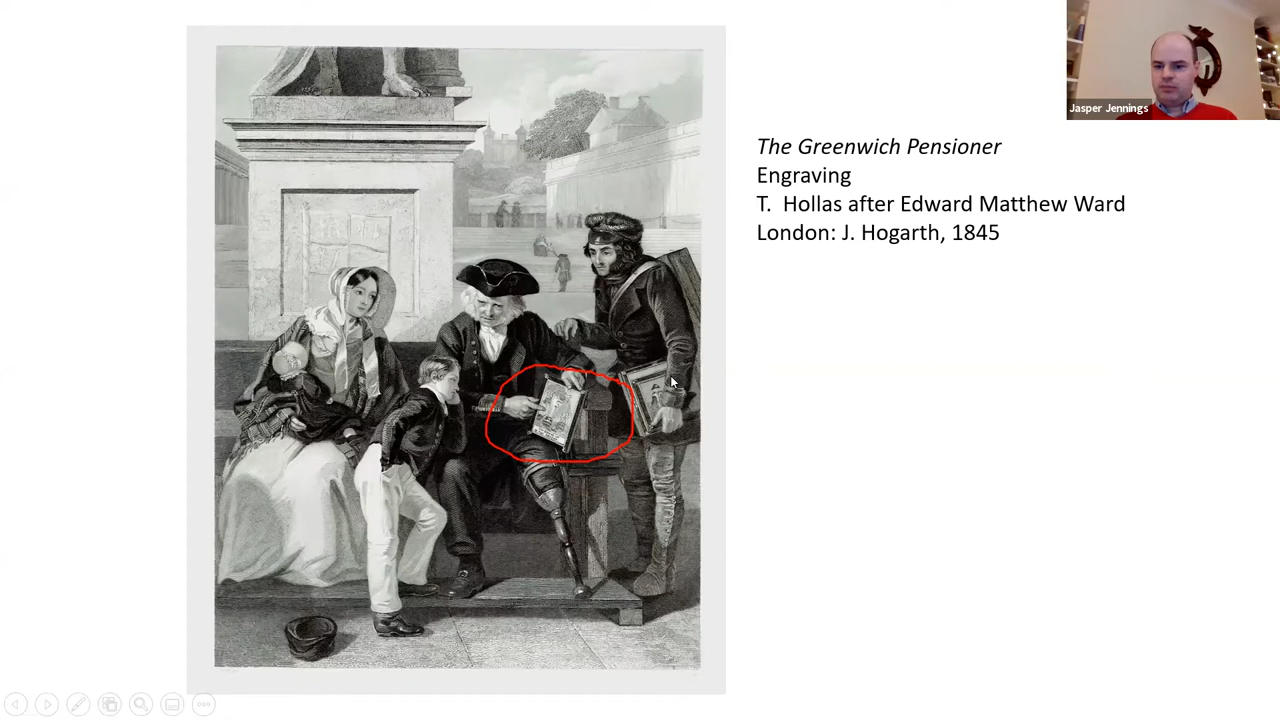 Jasper Jennings
The Greenwich Pensioner
Engraving
T. Hollas after Edward Matthew Ward
London: J. Hogarth, 1845